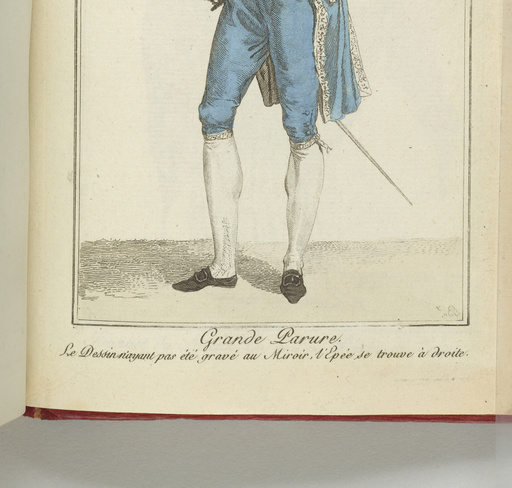 Grande Parure.
Le Dessin n'ayant pas été gravé au Miroir, l'Epée se trouve à droite.